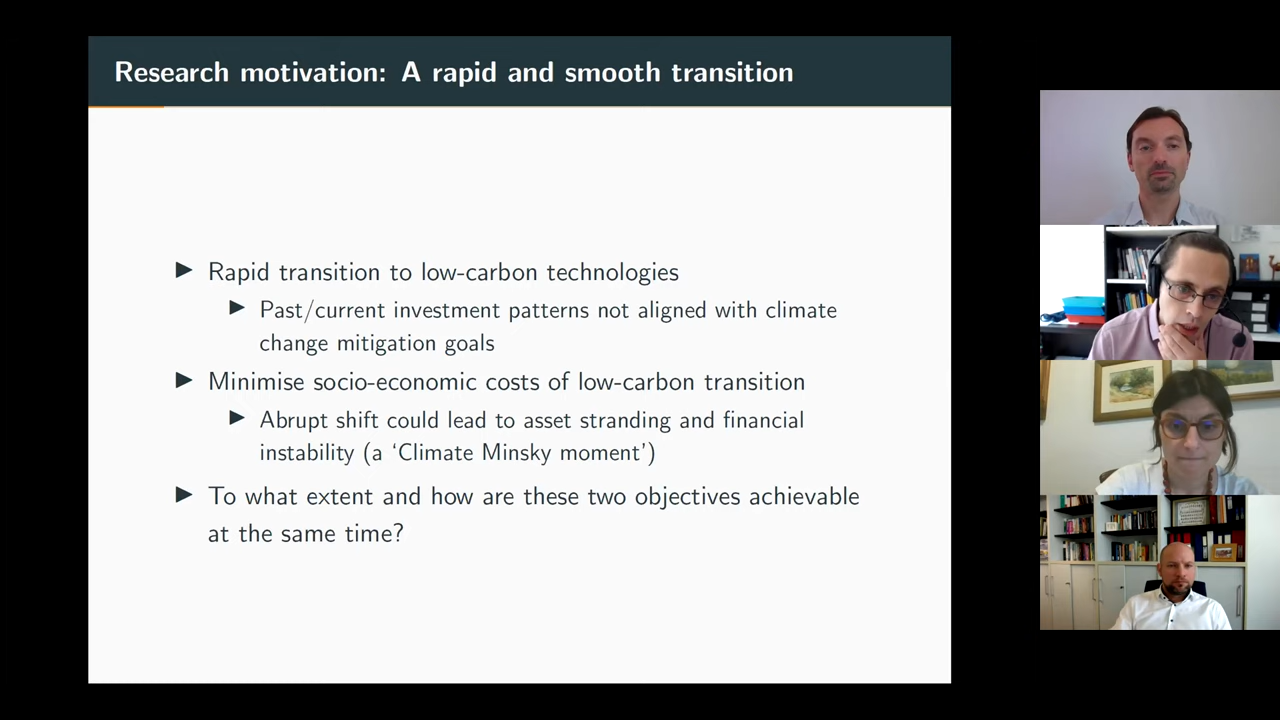 Research motivation: A rapid and smooth transition
▶ Rapid transition to low-carbon technologies
▶ Past/current investment patterns not aligned with climate
change mitigation goals
▶ Minimise socio-economic costs of low-carbon transition
▶ Abrupt shift could lead to asset stranding and financial
instability (a ‘Climate Minsky moment’)
▶ To what extent and how are these two objectives achievable
at the same time?